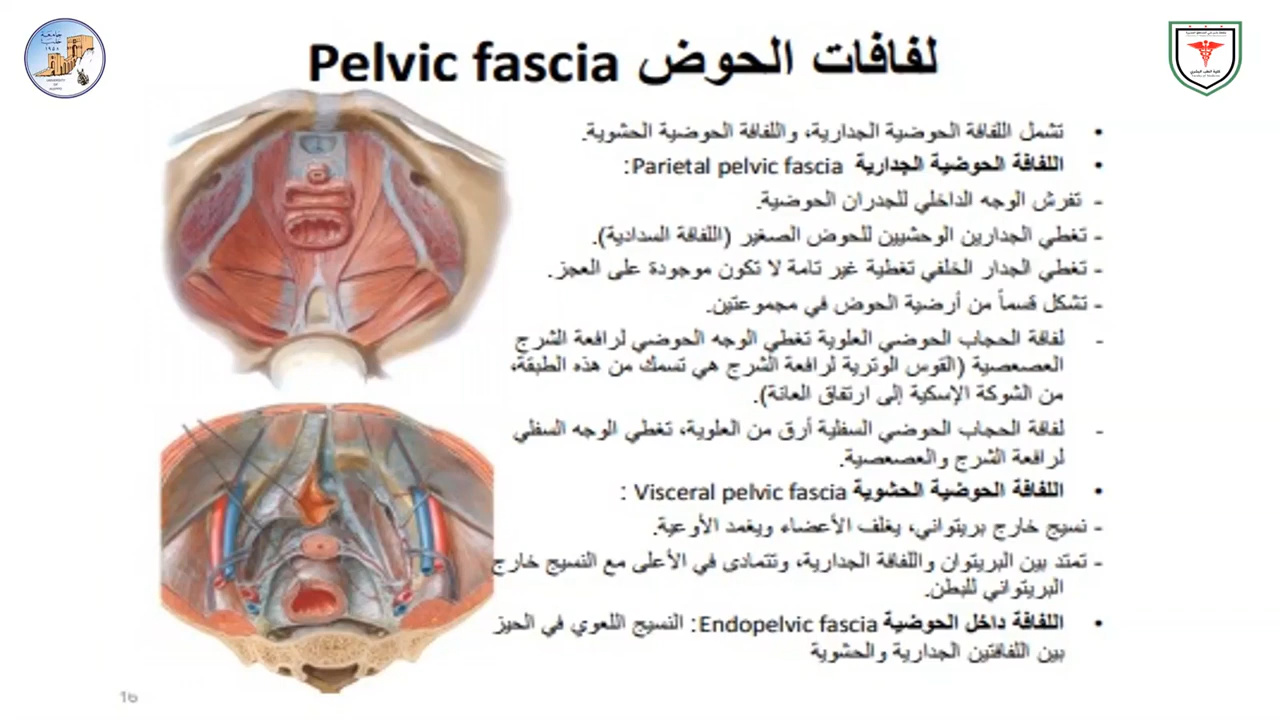 لفافات الحوض Pelvic fascia
• تشمل اللفافة الحوضية الجدارية، واللفافة الحوضية الحشوية.
• اللفافة الحوضية الجدارية Parietal pelvic fascia:
- تفرش الوجه الداخلي للجدران الحوضية.
- تغطي الجدارين الوحشيين للحوض الصغير (اللفافة السدادية).
- تغطي الجدار الخلفي تغطية غير تامة لا تكون موجودة على العجز.
- تشكل قسماً من أرضية الحوض في مجموعتين.
- لفافة الحجاب الحوضي العلوية تغطي الوجه الحوضي لرافعة الشرج
العصعصية (القوس الوترية لرافعة الشرج هي تسمك من هذه الطبقة،
من الشوكة الإسكية إلى ارتفاق العانة).
- لفافة الحجاب الحوضي السفلية أرق من العلوية، تغطي الوجه السفلي
لرافعة الشرج والعصعصية.
• اللفافة الحوضية الحشوية Visceral pelvic fascia :
- نسيج خارج بريتواني، يغلف الأعضاء ويغمد الأوعية.
- تمتد بين البريتوان واللفافة الجدارية، وتتمادى في الأعلى مع النسيج خارج
البريتواني للبطن.
• اللفافة داخل الحوضية Endopelvic fascia: النسيج اللعوي في الحيز
بين اللفافتين الجدارية والحشوية
16
جامعة
حلب
١٩٥٨
UNIVERSITY
OF
ALEPPO